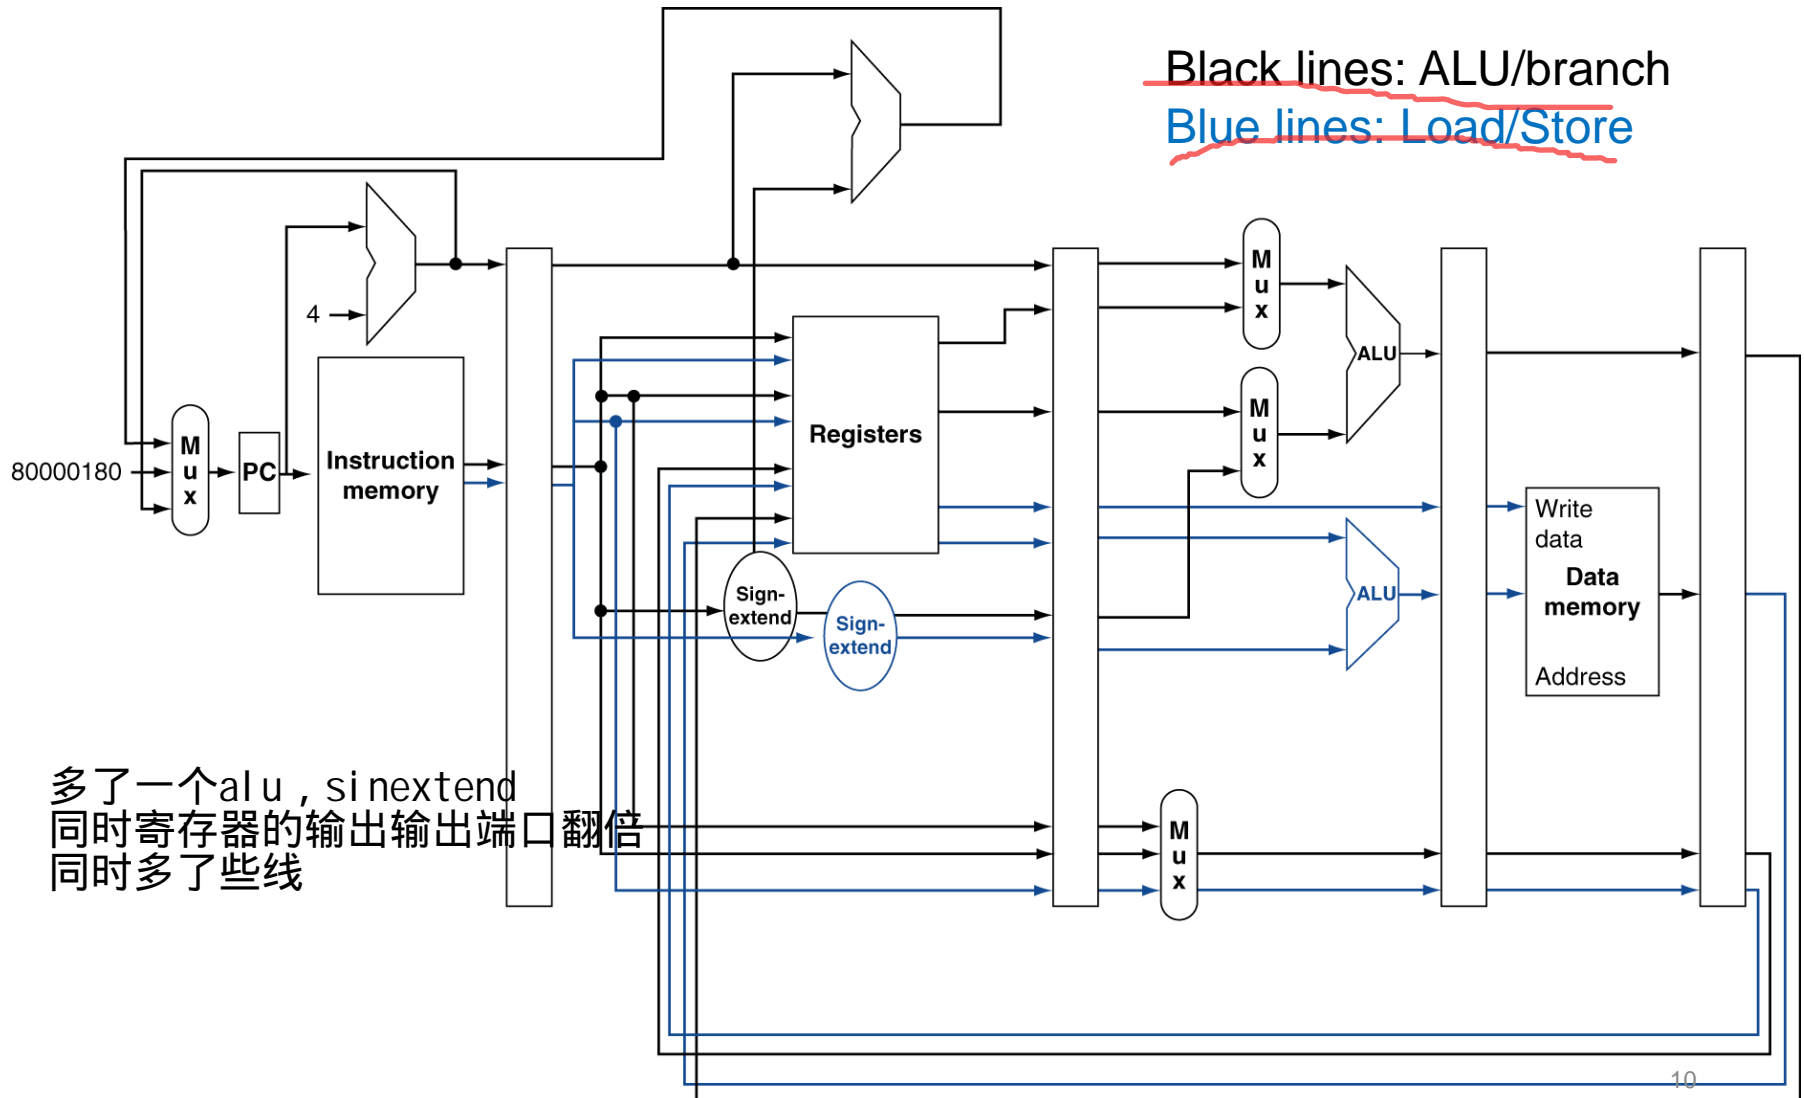 Black lines: ALU/branch
Blue lines: Load/Store
4
80000180
M
u
x
PC
Instruction
memory
Registers
Sign-
extend
Sign-
extend
M
u
x
M
u
x
ALU
ALU
Write
data
Data
memory
Address
多了一个alu,sinextend
同时寄存器的输出输出端口翻倍
同时多了些线
M
u
x
10